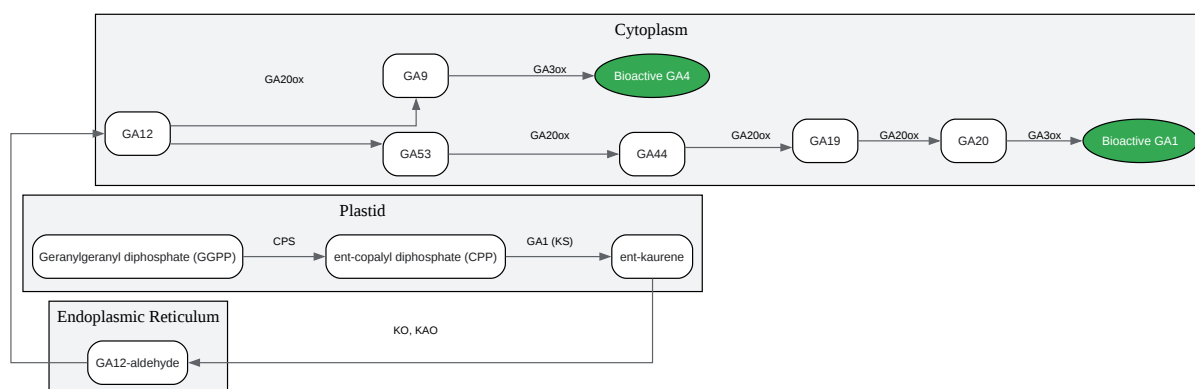 Cytoplasm
GA20ox
GA9
GA3ox
Bioactive GA4
GA12
GA53
GA20ox
GA44
GA20ox
GA19
GA20ox
GA20
GA3ox
Bioactive GA1
Plastid
Geranylgeranyl diphosphate (GGPP)
CPS
ent-copalyl diphosphate (CPP)
GA1 (KS)
ent-kaurene
Endoplasmic Reticulum
KO, KAO
GA12-aldehyde